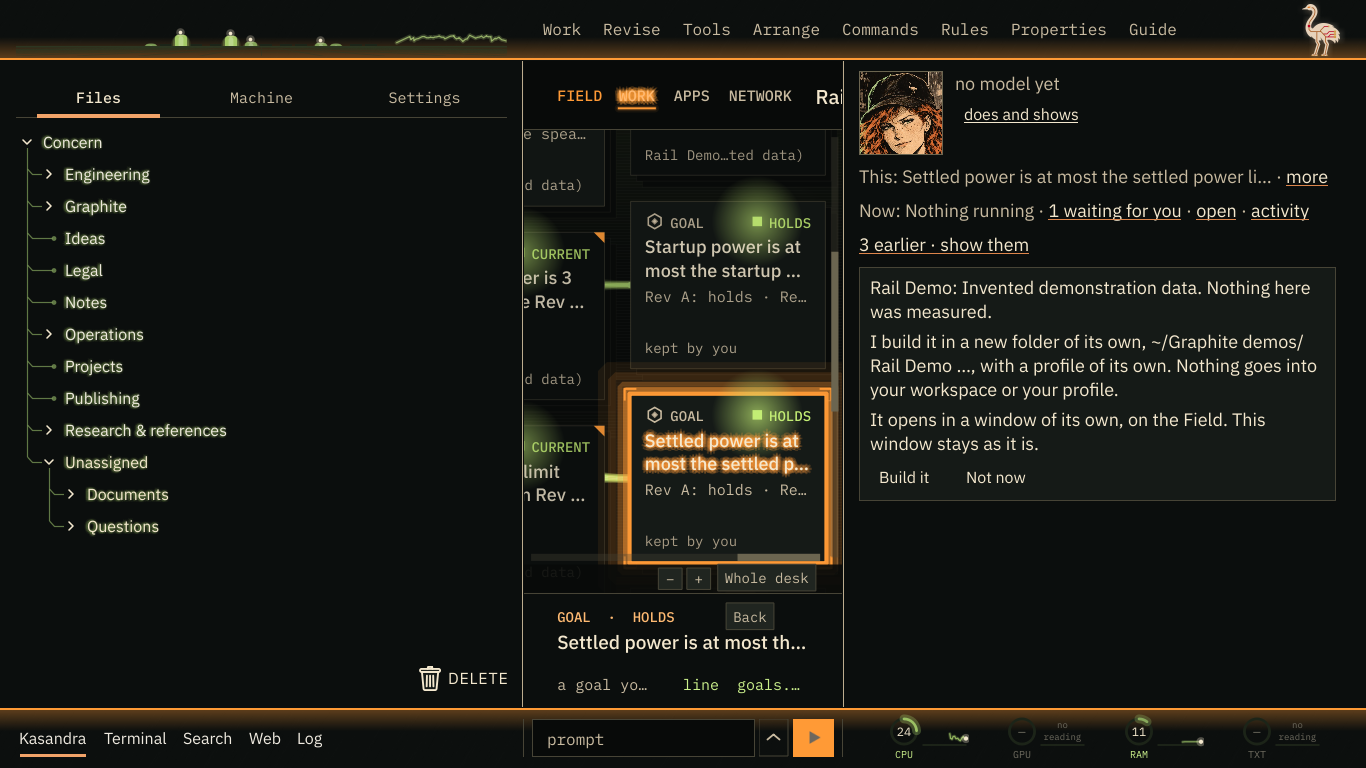 Work Revise Tools Arrange Commands Rules Properties Guide
Files Machine Settings
Concern
Engineering
Graphite
Ideas
Legal
Notes
Operations
Projects
Publishing
Research & references
Unassigned
Documents
Questions
DELETE
FIELD WORK APPS NETWORK Rai
e spea…
d data)
Rail Demo…ted data)
GOAL HOLDS
Startup power is at
most the startup ...
Rev A: holds · Re…
kept by you
CURRENT
er is 3
e Rev ...
d data)
GOAL HOLDS
Settled power is at
most the settled p...
Rev A: holds · Re…
kept by you
CURRENT
limit
n Rev ...
d data)
− + Whole desk
GOAL · HOLDS Back
Settled power is at most th...
a goal yo… line goals.…
no model yet
does and shows
This: Settled power is at most the settled power li... · more
Now: Nothing running · 1 waiting for you · open · activity
3 earlier · show them
Rail Demo: Invented demonstration data. Nothing here
was measured.
I build it in a new folder of its own, ~/Graphite demos/
Rail Demo ..., with a profile of its own. Nothing goes into
your workspace or your profile.
It opens in a window of its own, on the Field. This
window stays as it is.
Build it Not now
Kasandra Terminal Search Web Log
prompt
24 CPU
— GPU no reading
11 RAM
— TXT no reading